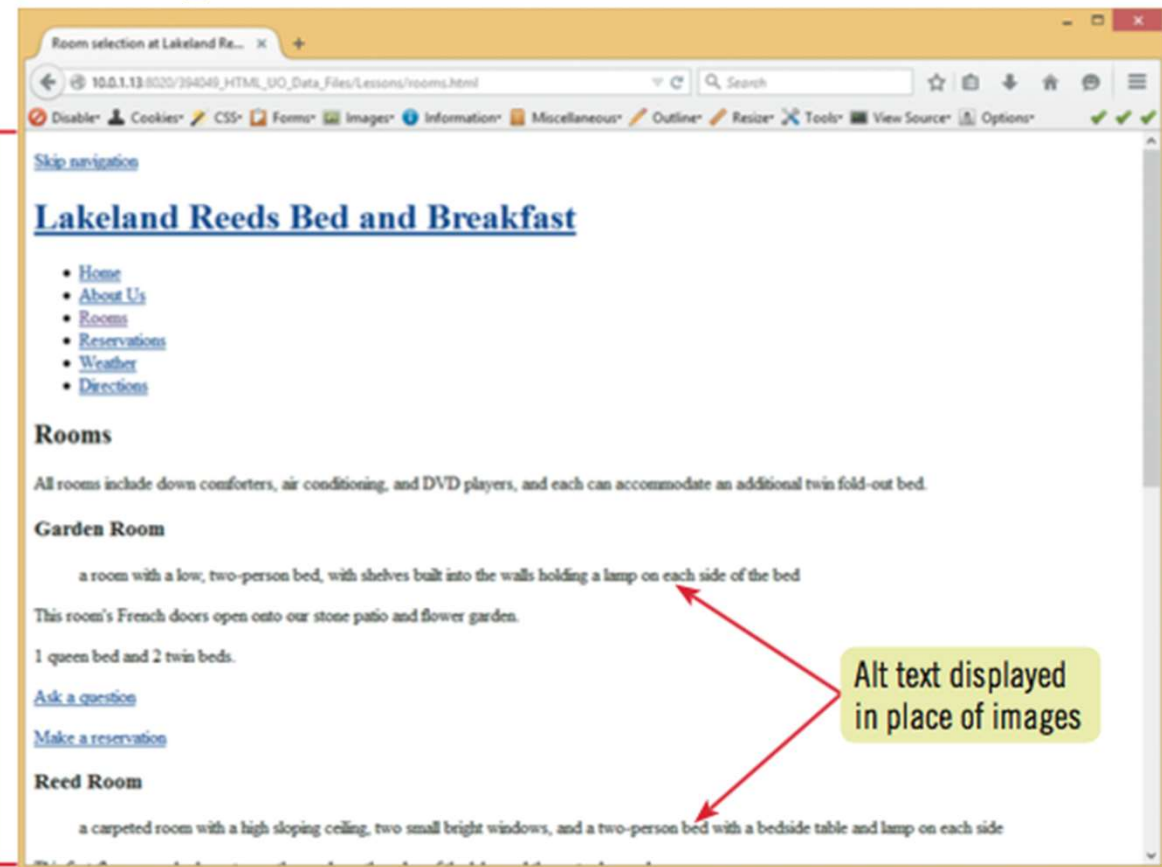 Room selection at Lakeland Re...
10.0.1.13:8020/394049_HTML_UO_Data_Files/Lessons/rooms.html
Search
Disable Cookies CSS Forms Images Information Miscellaneous Outline Resize Tools View Source Options
Skip navigation
Lakeland Reeds Bed and Breakfast
Home
About Us
Rooms
Reservations
Weather
Directions
Rooms
All rooms include down comforters, air conditioning, and DVD players, and each can accommodate an additional twin fold-out bed.
Garden Room
a room with a low, two-person bed, with shelves built into the walls holding a lamp on each side of the bed
This room's French doors open onto our stone patio and flower garden.
1 queen bed and 2 twin beds.
Ask a question
Make a reservation
Reed Room
a carpeted room with a high sloping ceiling, two small bright windows, and a two-person bed with a bedside table and lamp on each side
Alt text displayed
in place of images